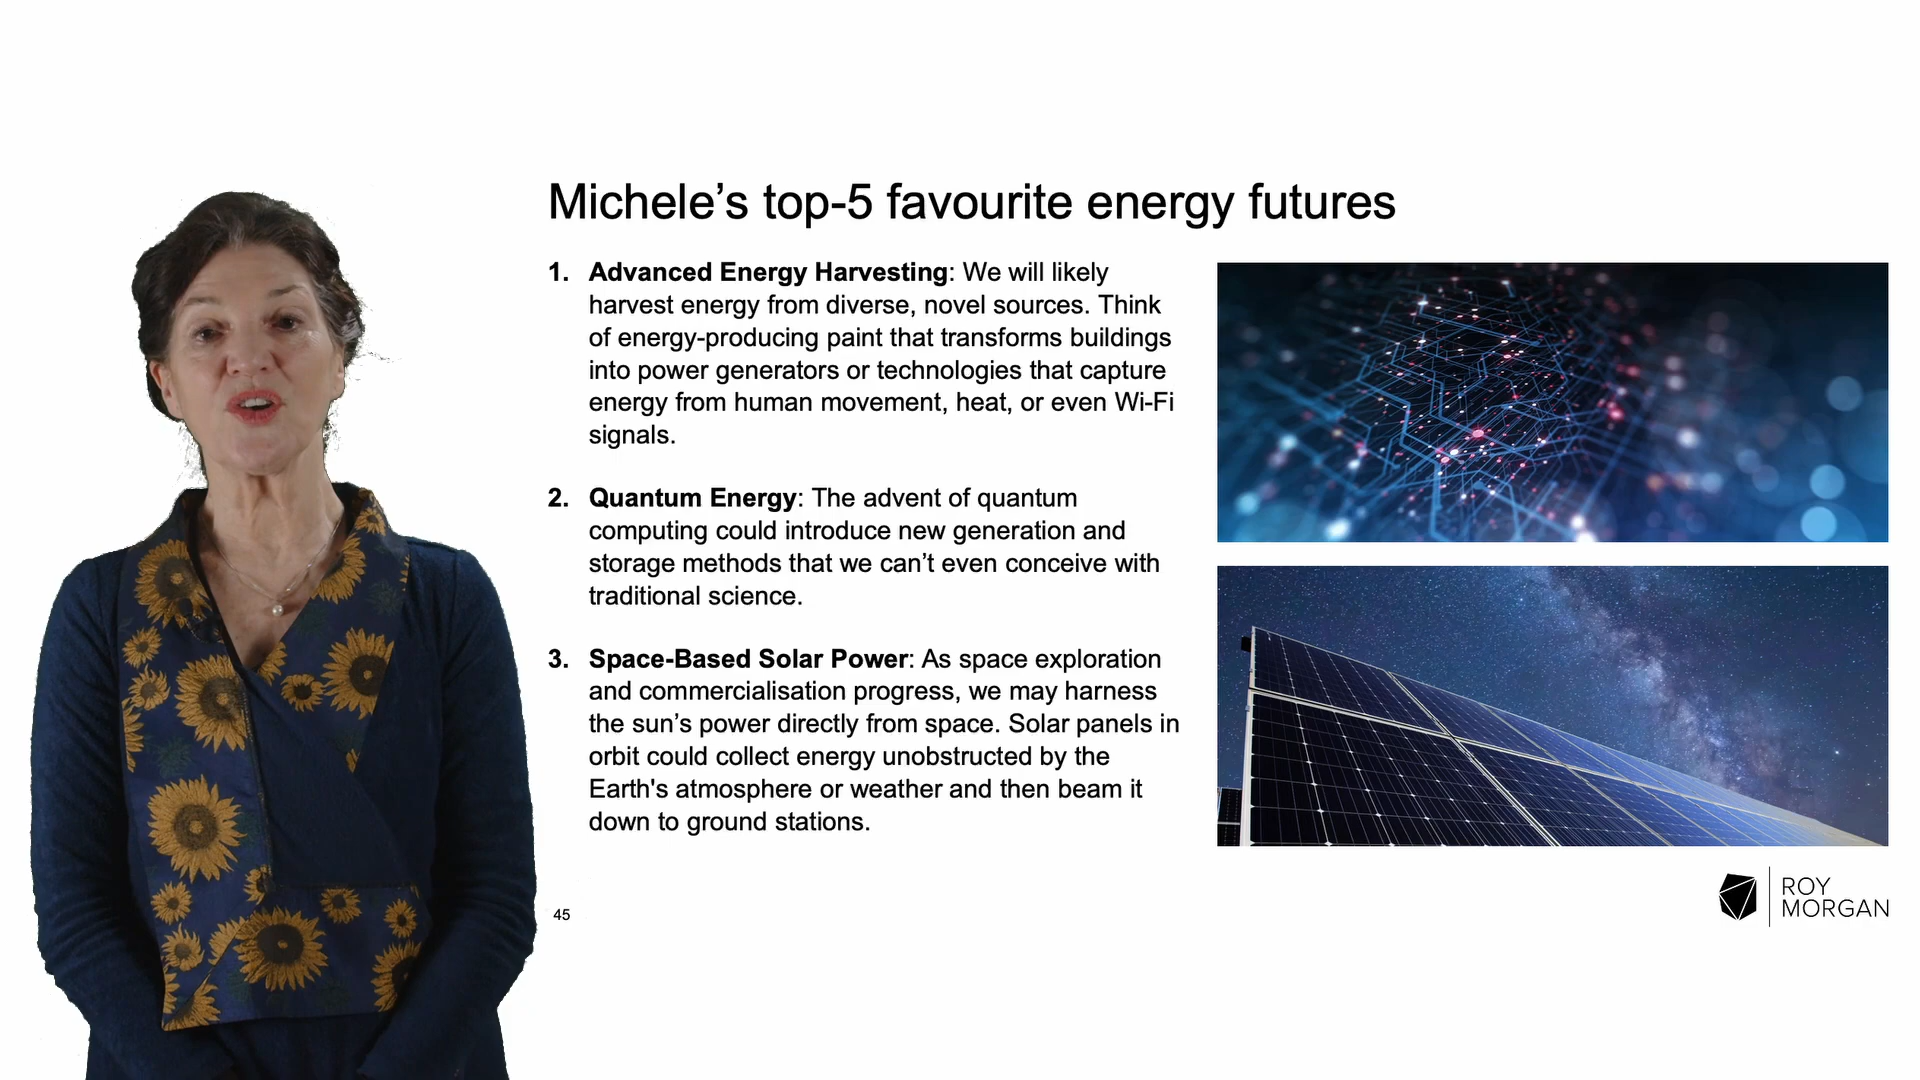 Michele’s top-5 favourite energy futures
1. Advanced Energy Harvesting: We will likely
harvest energy from diverse, novel sources. Think
of energy-producing paint that transforms buildings
into power generators or technologies that capture
energy from human movement, heat, or even Wi-Fi
signals.
2. Quantum Energy: The advent of quantum
computing could introduce new generation and
storage methods that we can’t even conceive with
traditional science.
3. Space-Based Solar Power: As space exploration
and commercialisation progress, we may harness
the sun’s power directly from space. Solar panels in
orbit could collect energy unobstructed by the
Earth's atmosphere or weather and then beam it
down to ground stations.
45
ROY
MORGAN